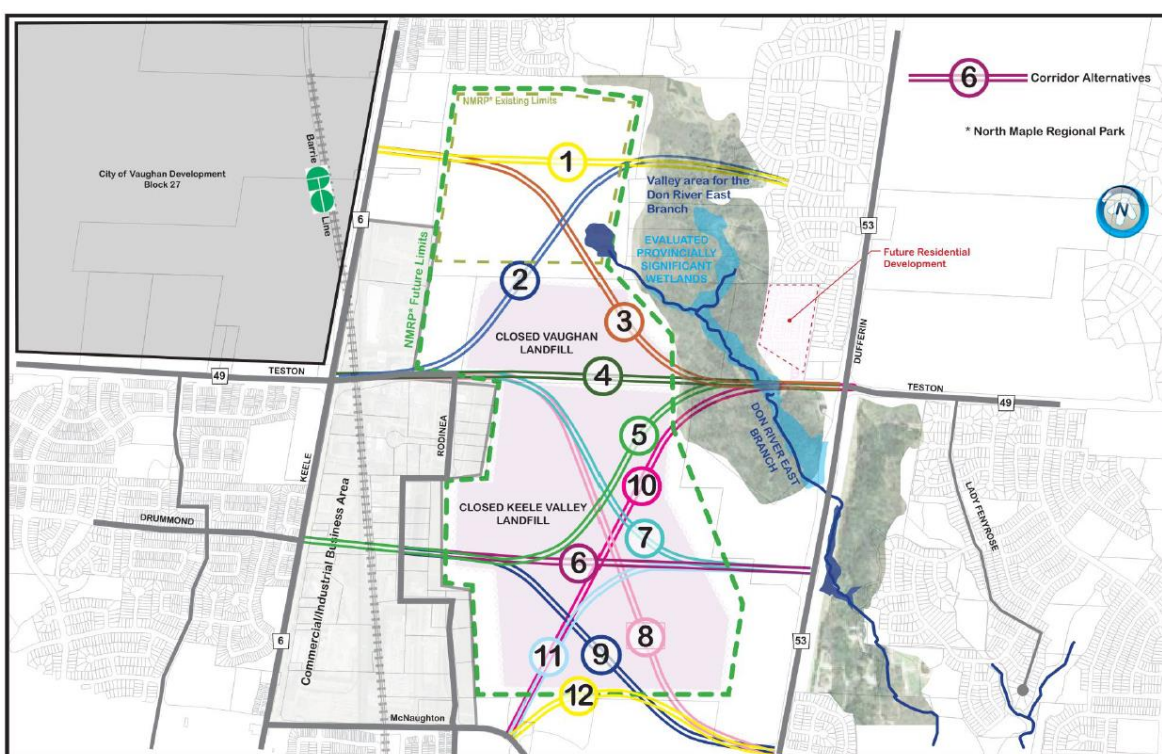 NMRP* Existing Limits
6
Corridor Alternatives
* North Maple Regional Park
Barrie
Line
City of Vaughan Development
Block 27
1
Valley area for the
Don River East
Branch
N
6
53
EVALUATED
PROVINCIALLY
SIGNIFICANT
WETLANDS
Future Residential
Development
2
NMRP* Future Limits
3
CLOSED VAUGHAN
LANDFILL
DUFFERIN
49
TESTON
4
TESTON
49
RODINEA
5
DON RIVER EAST
BRANCH
KEELE
10
CLOSED KEELE VALLEY
LANDFILL
LADY FENYROSE
DRUMMOND
7
6
Commercial/Industrial Business Area
6
8
53
11
9
12
McNAUGHTON